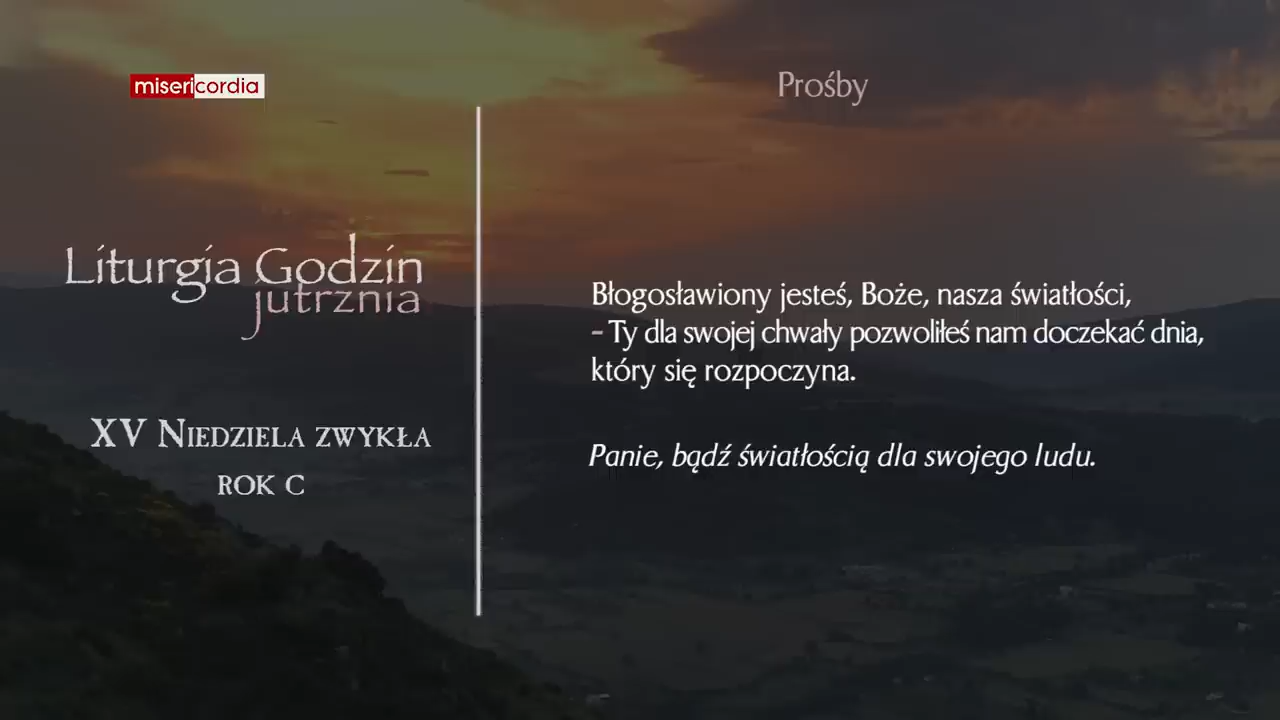 misericordia
Prośby
Liturgia Godzin
jutrznia
XV Niedziela zwykła
rok C
Błogosławiony jesteś, Boże, nasza światłości,
- Ty dla swojej chwały pozwoliłeś nam doczekać dnia,
który się rozpoczyna.
Panie, bądź światłością dla swojego ludu.